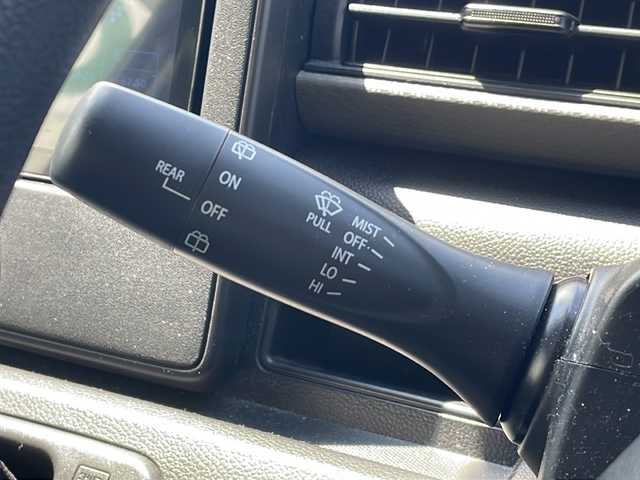 REAR
ON
OFF
PULL
MIST
OFF
INT
LO
HI